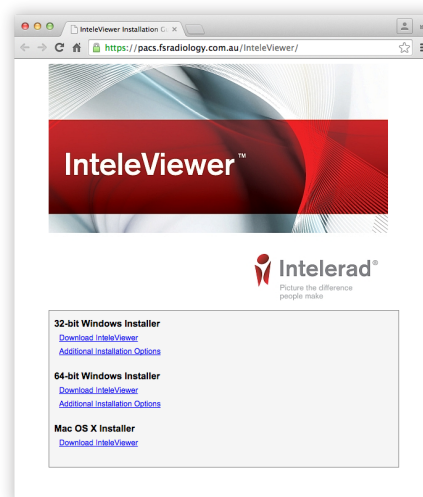 InteleViewer Installation
https://pacs.fsradiology.com.au/InteleViewer/
InteleViewer™
Intelerad®
Picture the difference
people make
32-bit Windows Installer
Download InteleViewer
Additional Installation Options
64-bit Windows Installer
Download InteleViewer
Additional Installation Options
Mac OS X Installer
Download InteleViewer